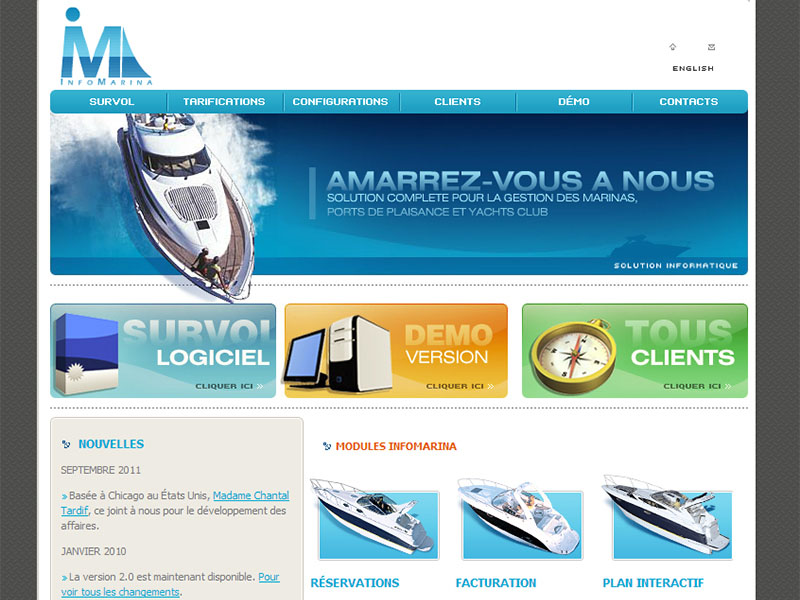 INFOMARINA
ENGLISH
SURVOL TARIFICATIONS CONFIGURATIONS CLIENTS DÉMO CONTACTS
AMARREZ-VOUS A NOUS
SOLUTION COMPLETE POUR LA GESTION DES MARINAS,
PORTS DE PLAISANCE ET YACHTS CLUB
SOLUTION INFORMATIQUE
SURVOL
LOGICIEL
CLIQUER ICI »
DEMO
VERSION
CLIQUER ICI »
TOUS
CLIENTS
CLIQUER ICI »
NOUVELLES
SEPTEMBRE 2011
» Basée à Chicago au États Unis, Madame Chantal
Tardif, ce joint à nous pour le développement des
affaires.
JANVIER 2010
» La version 2.0 est maintenant disponible. Pour
voir tous les changements.
MODULES INFOMARINA
RÉSERVATIONS FACTURATION PLAN INTERACTIF